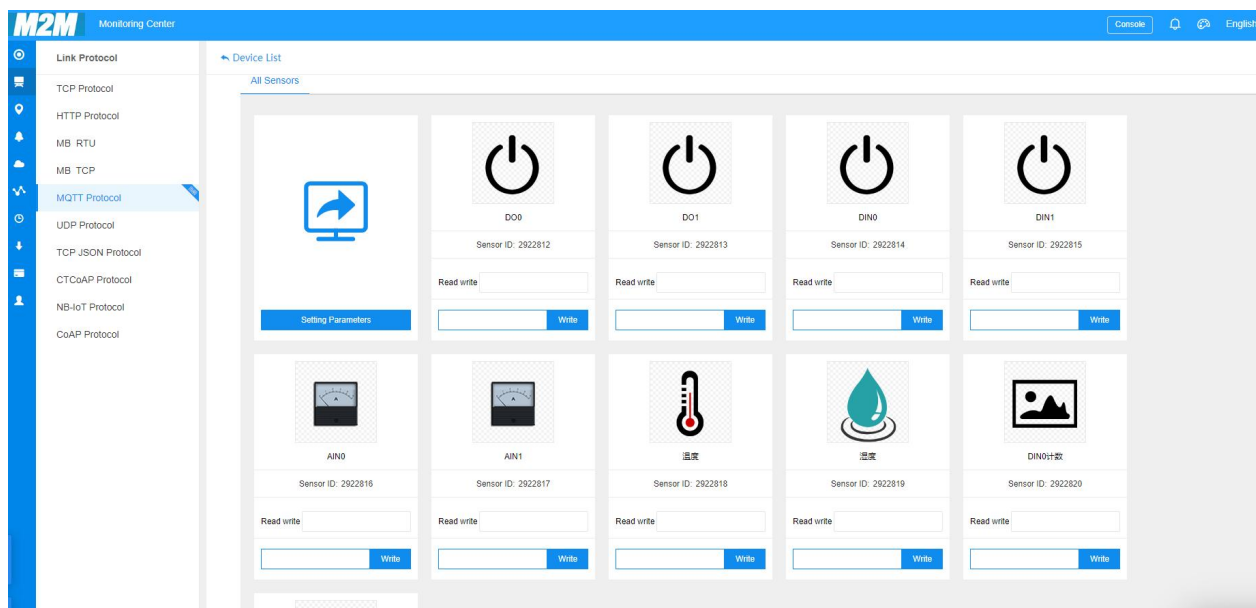 M2M Monitoring Center Console English
Link Protocol
TCP Protocol
HTTP Protocol
MB RTU
MB TCP
MQTT Protocol
UDP Protocol
TCP JSON Protocol
CTCoAP Protocol
NB-IoT Protocol
CoAP Protocol
Device List
All Sensors
Setting Parameters
DO0
Sensor ID: 2922812
Read write
Write
DO1
Sensor ID: 2922813
Read write
Write
DIN0
Sensor ID: 2922814
Read write
Write
DIN1
Sensor ID: 2922815
Read write
Write
AIN0
Sensor ID: 2922816
Read write
Write
AIN1
Sensor ID: 2922817
Read write
Write
温度
Sensor ID: 2922818
Read write
Write
湿度
Sensor ID: 2922819
Read write
Write
DIN0计数
Sensor ID: 2922820
Read write
Write